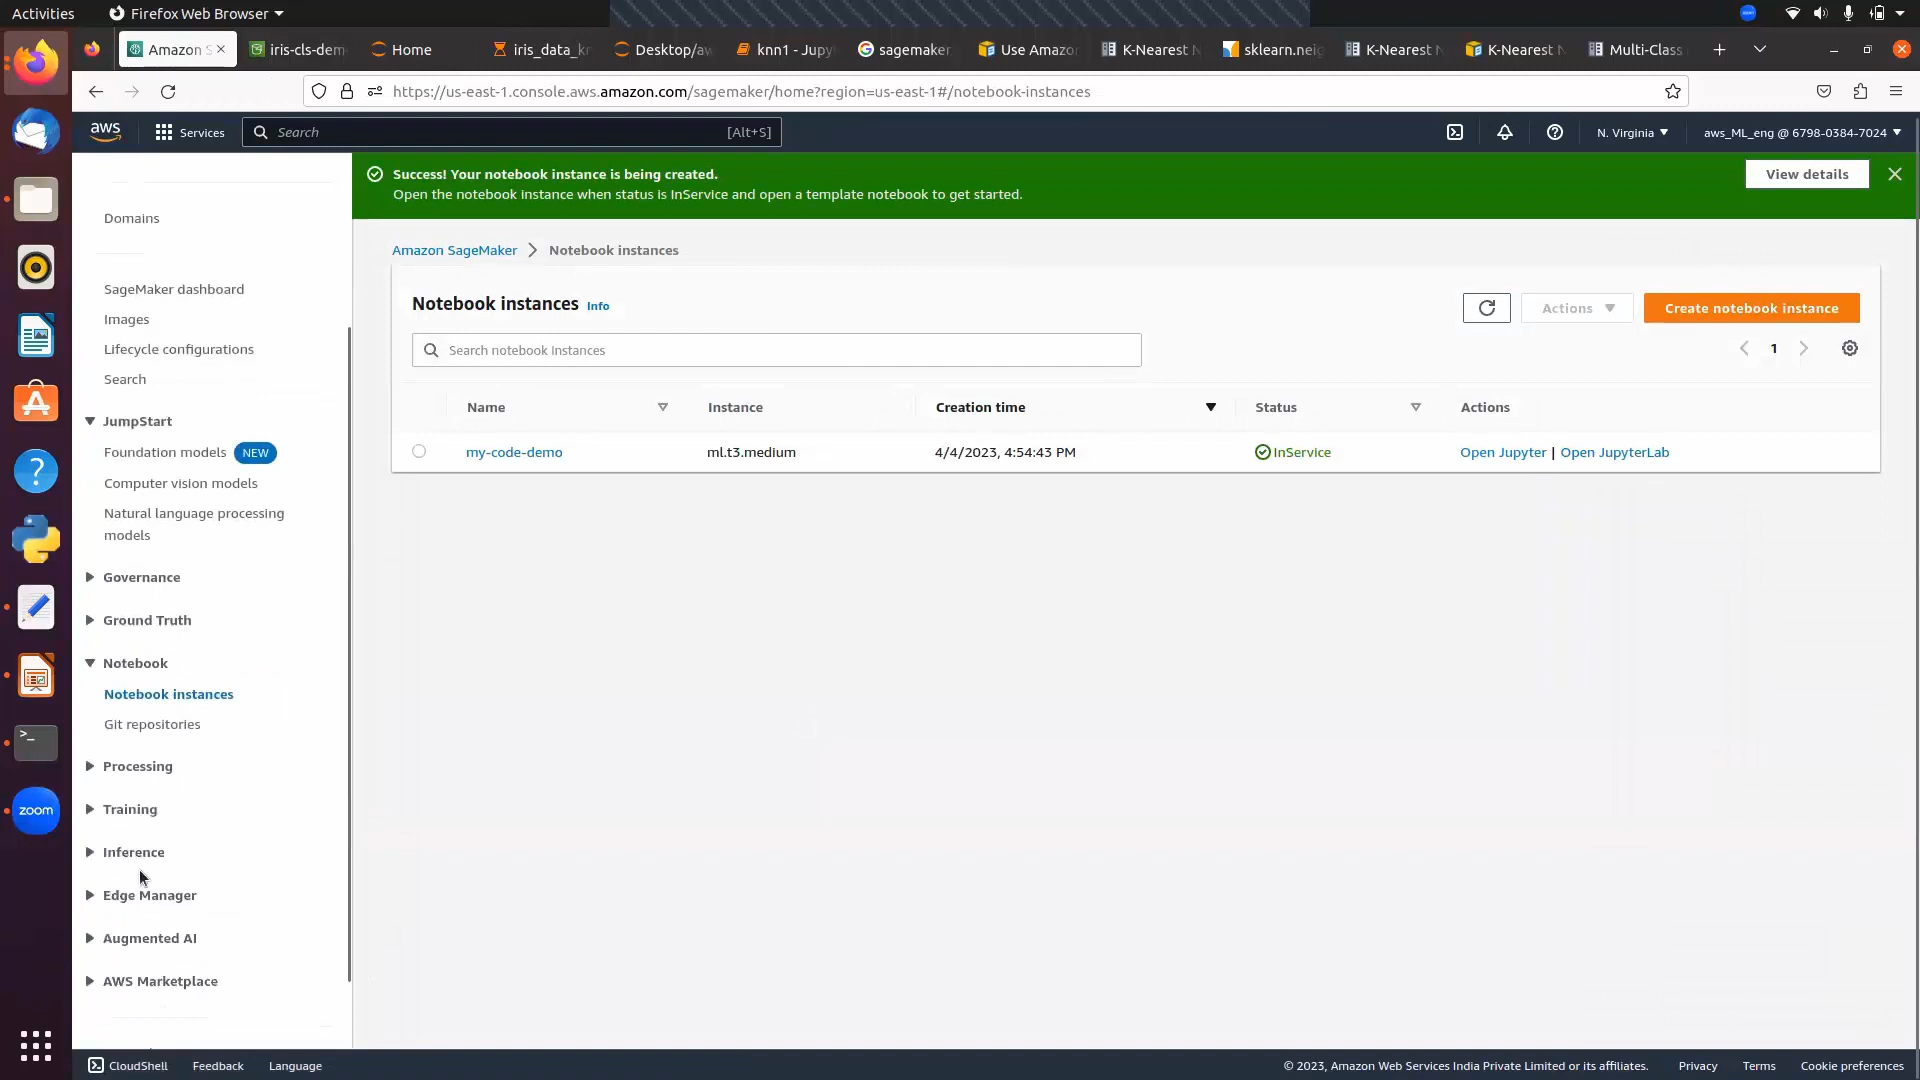 Activities
Firefox Web Browser
Amazon S
iris-cls-dem
Home
iris_data_kn
Desktop/aw
knn1 - Jupy
sagemaker
Use Amazon
K-Nearest N
sklearn.neig
K-Nearest N
K-Nearest N
Multi-Class
https://us-east-1.console.aws.amazon.com/sagemaker/home?region=us-east-1#/notebook-instances
aws
Services
Search
[Alt+S]
N. Virginia
aws_ML_eng @ 6798-0384-7024
Success! Your notebook instance is being created.
Open the notebook instance when status is InService and open a template notebook to get started.
View details
Domains
SageMaker dashboard
Images
Lifecycle configurations
Search
JumpStart
Foundation models NEW
Computer vision models
Natural language processing
models
Governance
Ground Truth
Notebook
Notebook instances
Git repositories
Processing
Training
Inference
Edge Manager
Augmented AI
AWS Marketplace
Amazon SageMaker
Notebook instances
Notebook instances Info
Actions
Create notebook instance
Search notebook instances
1
Name
Instance
Creation time
Status
Actions
my-code-demo
ml.t3.medium
4/4/2023, 4:54:43 PM
InService
Open Jupyter | Open JupyterLab
zoom
CloudShell
Feedback
Language
© 2023, Amazon Web Services India Private Limited or its affiliates.
Privacy
Terms
Cookie preferences